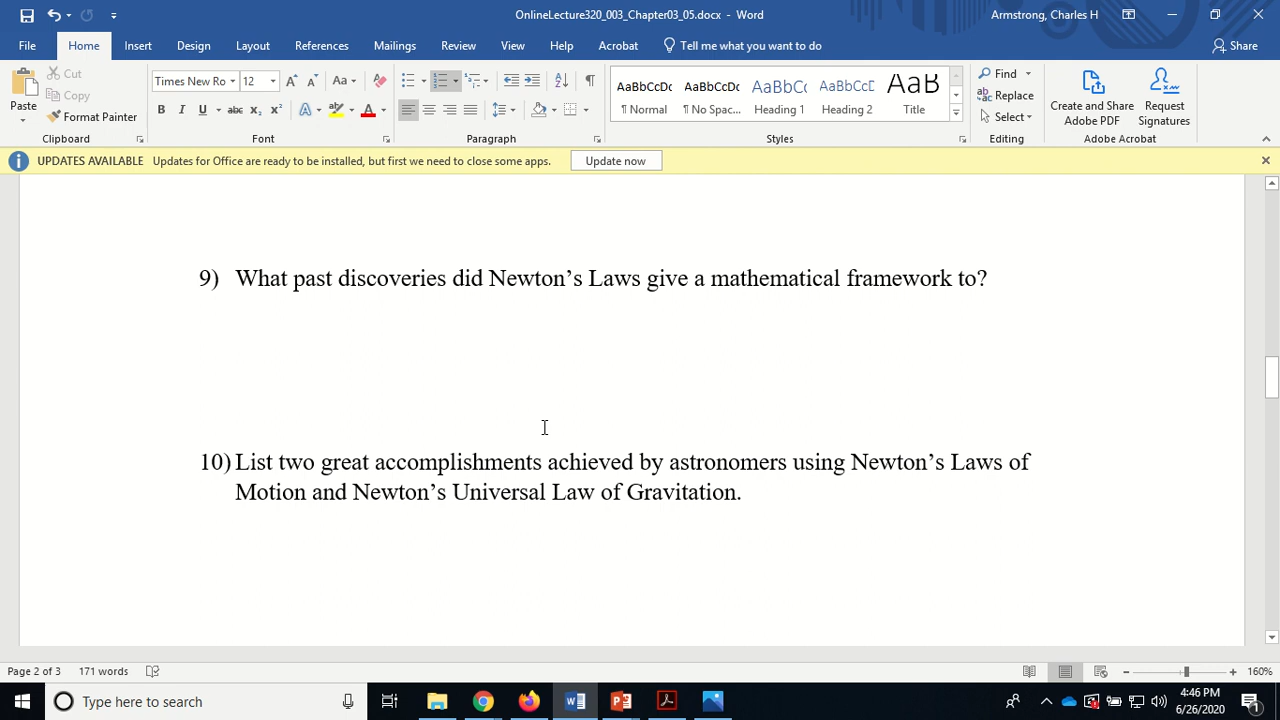 OnlineLecture320_003_Chapter03_05.docx - Word
Armstrong, Charles H
File Home Insert Design Layout References Mailings Review View Help Acrobat Tell me what you want to do Share
Paste
Cut
Copy
Format Painter
Clipboard
Times New Ro 12
Aa
B I U abc x₂ x² A A
Font
Paragraph
AaBbCcDc AaBbCcDc AaBbCc AaBbCcD AaB
¶ Normal ¶ No Spac... Heading 1 Heading 2 Title
Styles
Find
Replace
Select
Editing
Create and Share Adobe PDF
Request Signatures
Adobe Acrobat
UPDATES AVAILABLE Updates for Office are ready to be installed, but first we need to close some apps. Update now
9) What past discoveries did Newton’s Laws give a mathematical framework to?
10) List two great accomplishments achieved by astronomers using Newton’s Laws of
Motion and Newton’s Universal Law of Gravitation.
Page 2 of 3 171 words 160%
Type here to search
4:46 PM
6/26/2020